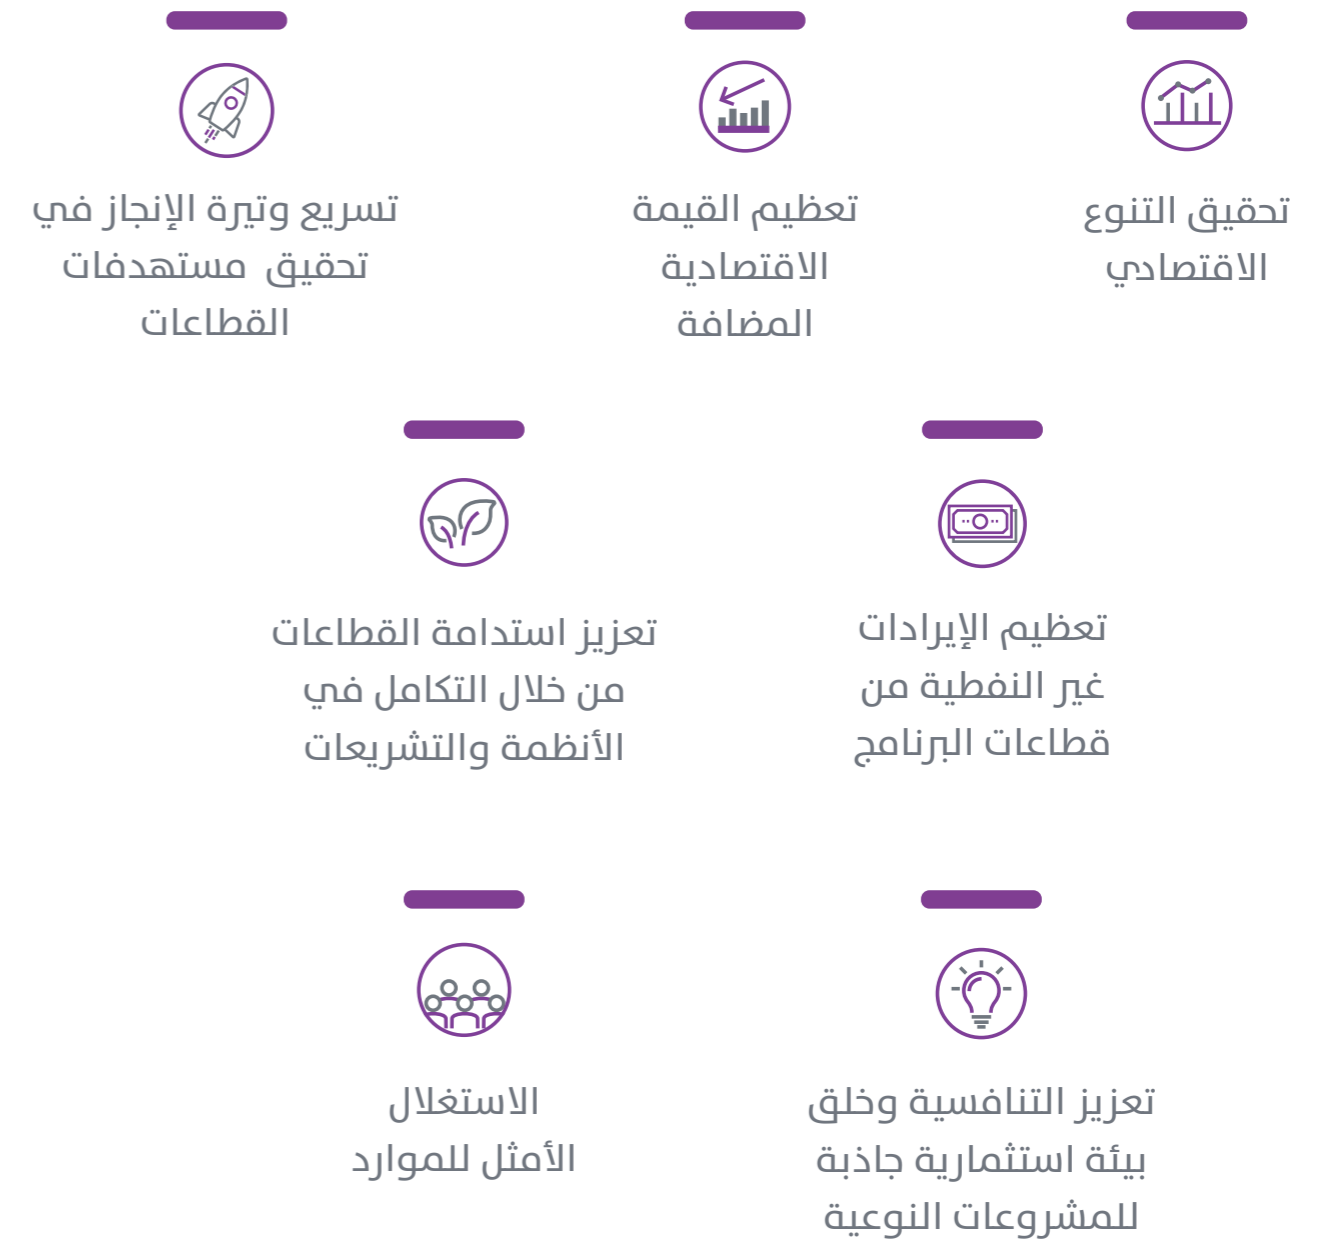 تحقيق التنوع
الاقتصادي
تعظيم القيمة
الاقتصادية
المضافة
تسريع وتيرة الإنجاز في
تحقيق مستهدفات
القطاعات
تعظيم الإيرادات
غير النفطية من
قطاعات البرنامج
تعزيز استدامة القطاعات
من خلال التكامل في
الأنظمة والتشريعات
تعزيز التنافسية وخلق
بيئة استثمارية جاذبة
للمشروعات النوعية
الاستغلال
الأمثل للموارد